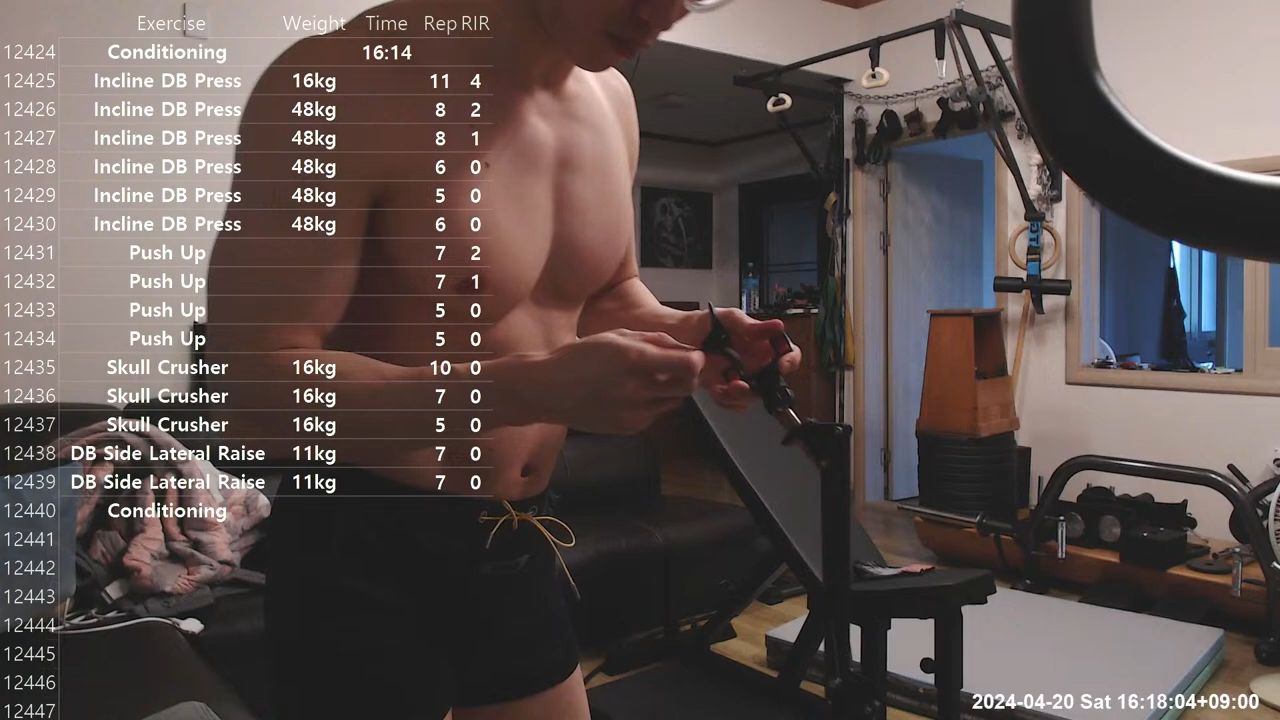 Exercise Weight Time Rep RIR
12424 Conditioning 16:14
12425 Incline DB Press 16kg 11 4
12426 Incline DB Press 48kg 8 2
12427 Incline DB Press 48kg 8 1
12428 Incline DB Press 48kg 6 0
12429 Incline DB Press 48kg 5 0
12430 Incline DB Press 48kg 6 0
12431 Push Up 7 2
12432 Push Up 7 1
12433 Push Up 5 0
12434 Push Up 5 0
12435 Skull Crusher 16kg 10 0
12436 Skull Crusher 16kg 7 0
12437 Skull Crusher 16kg 5 0
12438 DB Side Lateral Raise 11kg 7 0
12439 DB Side Lateral Raise 11kg 7 0
12440 Conditioning
12441
12442
12443
12444
12445
12446
12447
2024-04-20 Sat 16:18:04+09:00